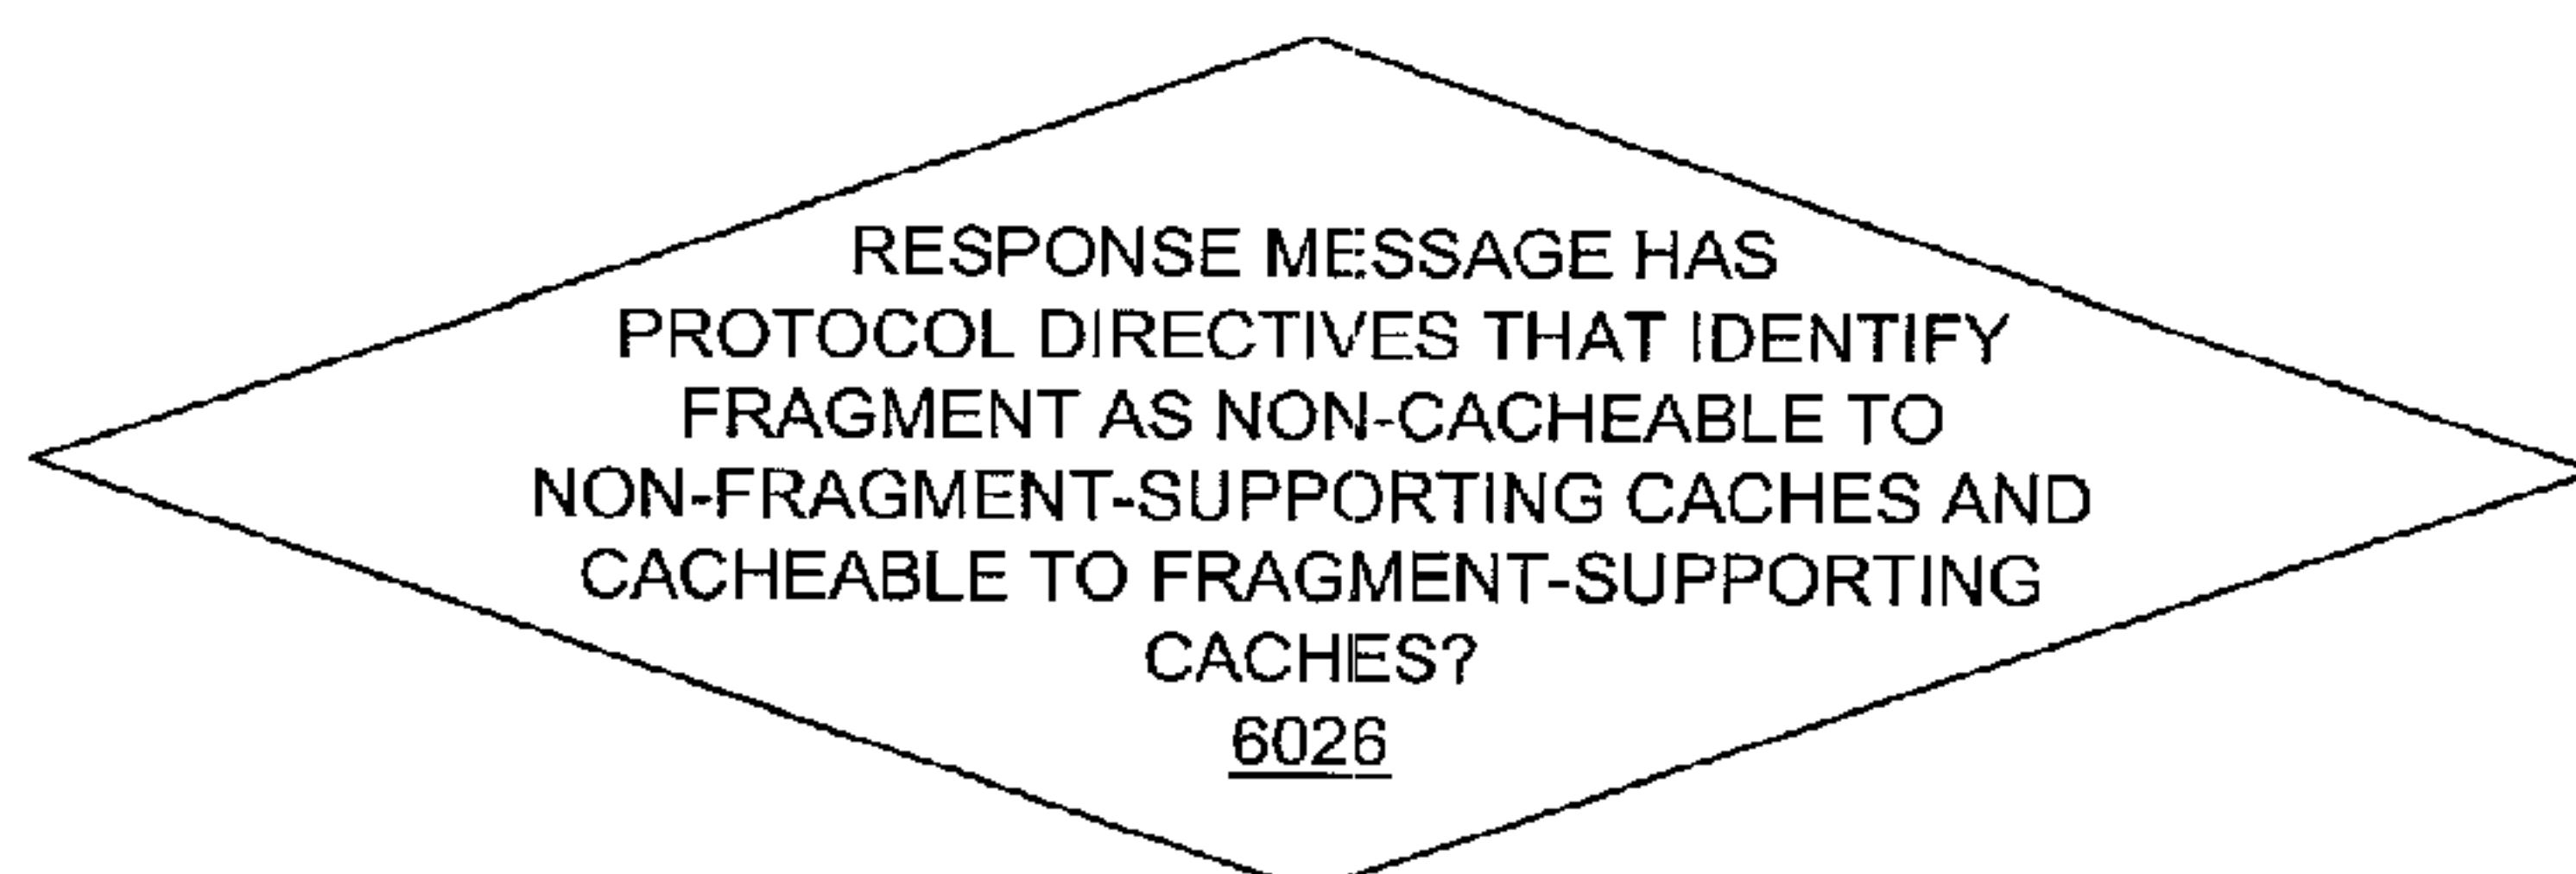 RESPONSE MESSAGE HAS
PROTOCOL DIRECTIVES THAT IDENTIFY
FRAGMENT AS NON-CACHEABLE TO
NON-FRAGMENT-SUPPORTING CACHES AND
CACHEABLE TO FRAGMENT-SUPPORTING
CACHES?
6026